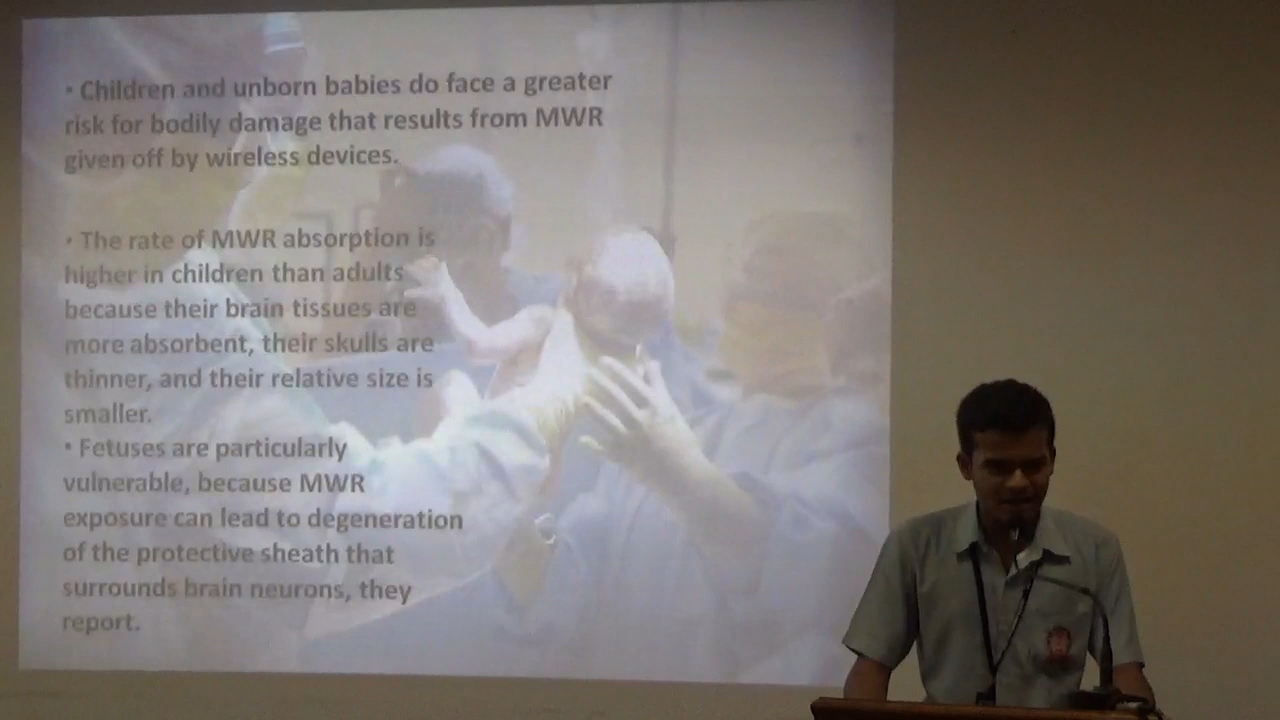 • Children and unborn babies do face a greater
risk for bodily damage that results from MWR
given off by wireless devices.
• The rate of MWR absorption is
higher in children than adults
because their brain tissues are
more absorbent, their skulls are
thinner, and their relative size is
smaller.
• Fetuses are particularly
vulnerable, because MWR
exposure can lead to degeneration
of the protective sheath that
surrounds brain neurons, they
report.